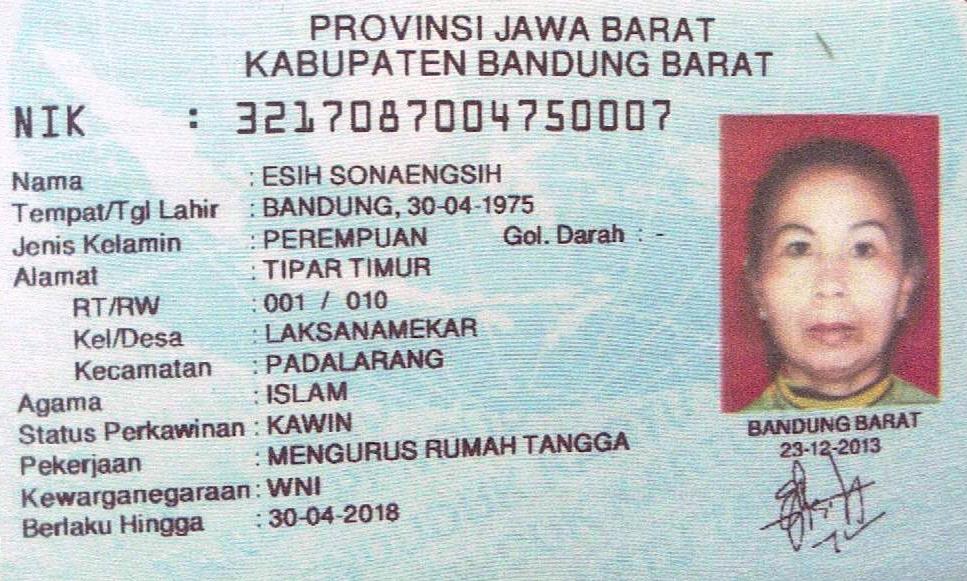 PROVINSI JAWA BARAT
KABUPATEN BANDUNG BARAT
NIK : 3217087004750007
Nama : ESIH SONAENGSIH
Tempat/Tgl Lahir : BANDUNG, 30-04-1975
Jenis Kelamin : PEREMPUAN Gol. Darah : -
Alamat : TIPAR TIMUR
RT/RW : 001 / 010
Kel/Desa : LAKSANAMEKAR
Kecamatan : PADALARANG
Agama : ISLAM
Status Perkawinan : KAWIN
Pekerjaan : MENGURUS RUMAH TANGGA
Kewarganegaraan : WNI
Berlaku Hingga : 30-04-2018
BANDUNG BARAT
23-12-2013